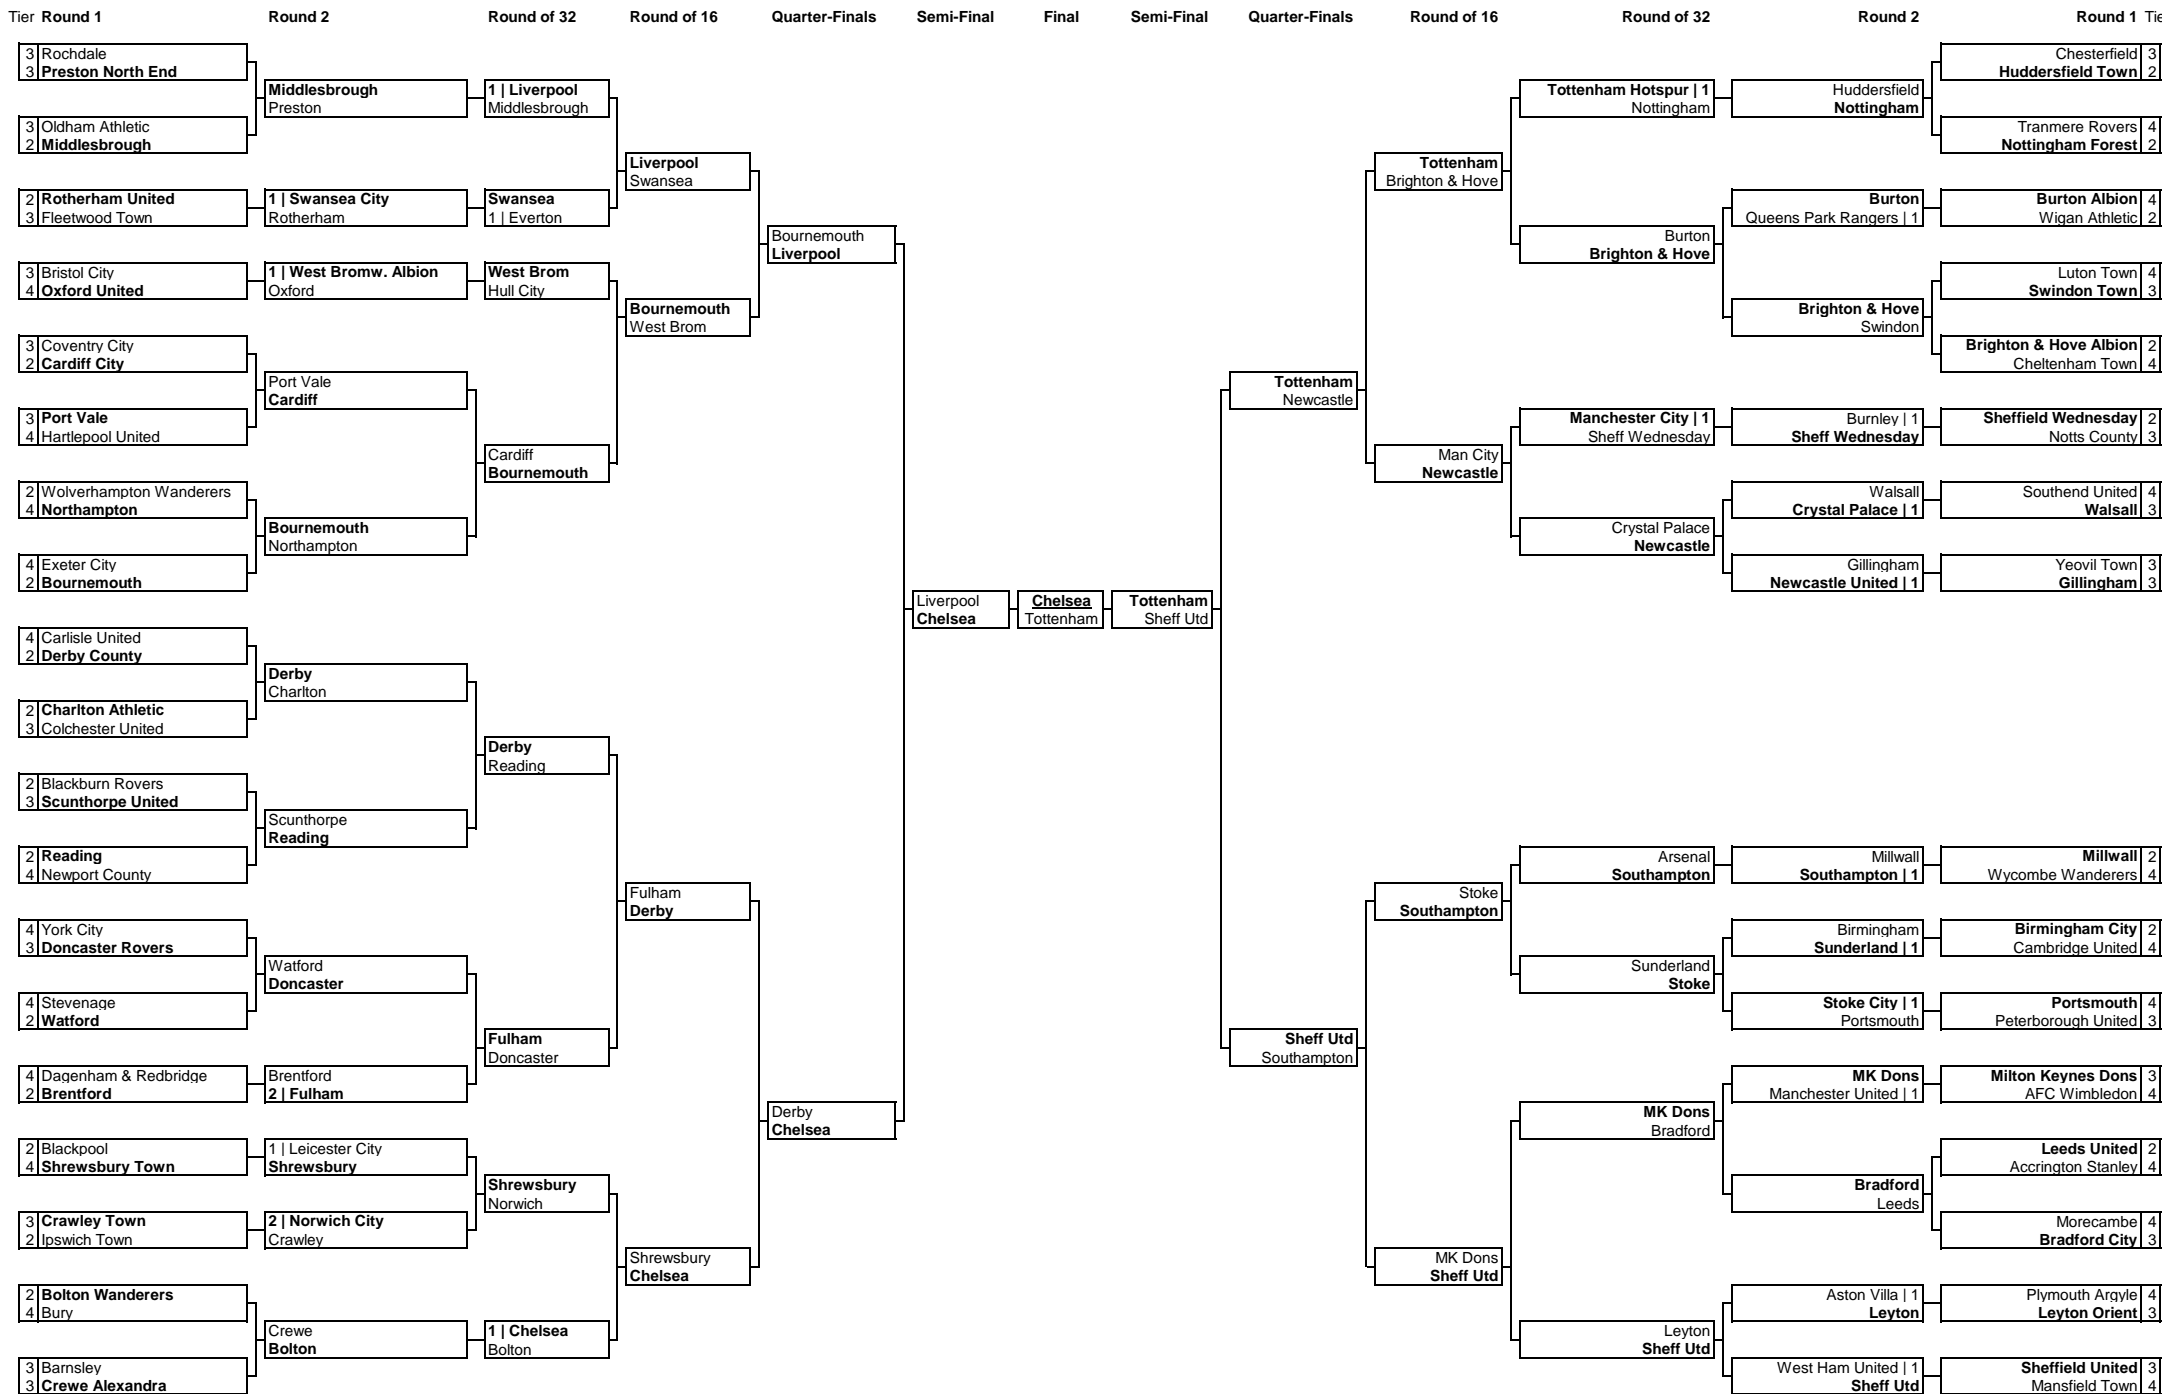 Tier Round 1 Round 2 Round of 32 Round of 16 Quarter-Finals Semi-Final Final Semi-Final Quarter-Finals Round of 16 Round of 32 Round 2 Round 1 Tie
3 Rochdale
3 Preston North End
3 Oldham Athletic
2 Middlesbrough
2 Rotherham United
3 Fleetwood Town
3 Bristol City
4 Oxford United
3 Coventry City
2 Cardiff City
3 Port Vale
4 Hartlepool United
2 Wolverhampton Wanderers
4 Northampton
4 Exeter City
2 Bournemouth
4 Carlisle United
2 Derby County
2 Charlton Athletic
3 Colchester United
2 Blackburn Rovers
3 Scunthorpe United
2 Reading
4 Newport County
4 York City
3 Doncaster Rovers
4 Stevenage
2 Watford
4 Dagenham & Redbridge
2 Brentford
2 Blackpool
4 Shrewsbury Town
3 Crawley Town
2 Ipswich Town
2 Bolton Wanderers
4 Bury
3 Barnsley
3 Crewe Alexandra
Middlesbrough
Preston
1 | Swansea City
Rotherham
1 | West Bromw. Albion
Oxford
Port Vale
Cardiff
Bournemouth
Northampton
Derby
Charlton
Scunthorpe
Reading
Watford
Doncaster
Brentford
2 | Fulham
1 | Leicester City
Shrewsbury
2 | Norwich City
Crawley
Crewe
Bolton
1 | Liverpool
Middlesbrough
Swansea
1 | Everton
West Brom
Hull City
Cardiff
Bournemouth
Derby
Reading
Fulham
Doncaster
Shrewsbury
Norwich
1 | Chelsea
Bolton
Liverpool
Swansea
Bournemouth
West Brom
Fulham
Derby
Shrewsbury
Chelsea
Bournemouth
Liverpool
Derby
Chelsea
Liverpool
Chelsea
Chelsea
Tottenham
Tottenham
Sheff Utd
Tottenham
Newcastle
Sheff Utd
Southampton
Tottenham
Brighton & Hove
Man City
Newcastle
Stoke
Southampton
MK Dons
Sheff Utd
Tottenham Hotspur | 1
Nottingham
Burton
Brighton & Hove
Manchester City | 1
Sheff Wednesday
Crystal Palace
Newcastle
Arsenal
Southampton
Sunderland
Stoke
MK Dons
Bradford
Leyton
Sheff Utd
Huddersfield
Nottingham
Burton
Queens Park Rangers | 1
Brighton & Hove
Swindon
Burnley | 1
Sheff Wednesday
Walsall
Crystal Palace | 1
Gillingham
Newcastle United | 1
Millwall
Southampton | 1
Birmingham
Sunderland | 1
Stoke City | 1
Portsmouth
MK Dons
Manchester United | 1
Bradford
Leeds
Aston Villa | 1
Leyton
West Ham United | 1
Sheff Utd
Chesterfield 3
Huddersfield Town 2
Tranmere Rovers 4
Nottingham Forest 2
Burton Albion 4
Wigan Athletic 2
Luton Town 4
Swindon Town 3
Brighton & Hove Albion 2
Cheltenham Town 4
Sheffield Wednesday 2
Notts County 3
Southend United 4
Walsall 3
Yeovil Town 3
Gillingham 3
Millwall 2
Wycombe Wanderers 4
Birmingham City 2
Cambridge United 4
Portsmouth 4
Peterborough United 3
Milton Keynes Dons 3
AFC Wimbledon 4
Leeds United 2
Accrington Stanley 4
Morecambe 4
Bradford City 3
Plymouth Argyle 4
Leyton Orient 3
Sheffield United 3
Mansfield Town 4